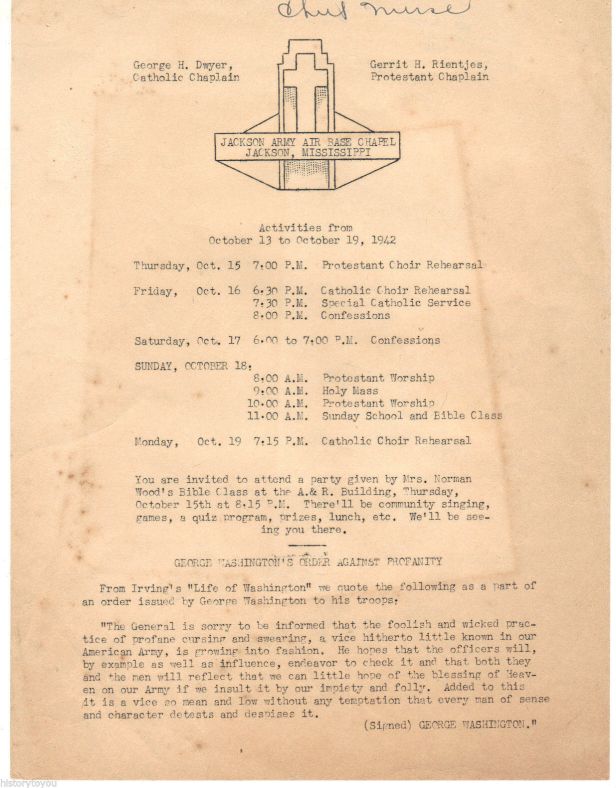 Chief Nurse
George H. Dwyer,
Catholic Chaplain
Gerrit H. Rientjes,
Protestant Chaplain
JACKSON ARMY AIR BASE CHAPEL
JACKSON, MISSISSIPPI
Activities from
October 13 to October 19, 1942
Thursday, Oct. 15 7:00 P.M. Protestant Choir Rehearsal
Friday, Oct. 16 6:30 P.M. Catholic Choir Rehearsal
7:30 P.M. Special Catholic Service
8:00 P.M. Confessions
Saturday, Oct. 17 6:00 to 7:00 P.M. Confessions
SUNDAY, OCTOBER 18:
8:00 A.M. Protestant Worship
9:00 A.M. Holy Mass
10:00 A.M. Protestant Worship
11:00 A.M. Sunday School and Bible Class
Monday, Oct. 19 7:15 P.M. Catholic Choir Rehearsal
You are invited to attend a party given by Mrs. Norman
Wood's Bible Class at the A.& R. Building, Thursday,
October 15th at 8:15 P.M. There'll be community singing,
games, a quiz program, prizes, lunch, etc. We'll be see-
ing you there.
GEORGE WASHINGTON'S ORDER AGAINST PROFANITY
From Irving's "Life of Washington" we quote the following as a part of
an order issued by George Washington to his troops:
"The General is sorry to be informed that the foolish and wicked prac-
tice of profane cursing and swearing, a vice hitherto little known in our
American Army, is growing into fashion. He hopes that the officers will,
by example as well as influence, endeavor to check it and that both they
and the men will reflect that we can little hope of the blessing of Heav-
en on our Army if we insult it by our impiety and folly. Added to this
it is a vice so mean and low without any temptation that every man of sense
and character detests and despises it.
(Signed) GEORGE WASHINGTON."
historytoyou